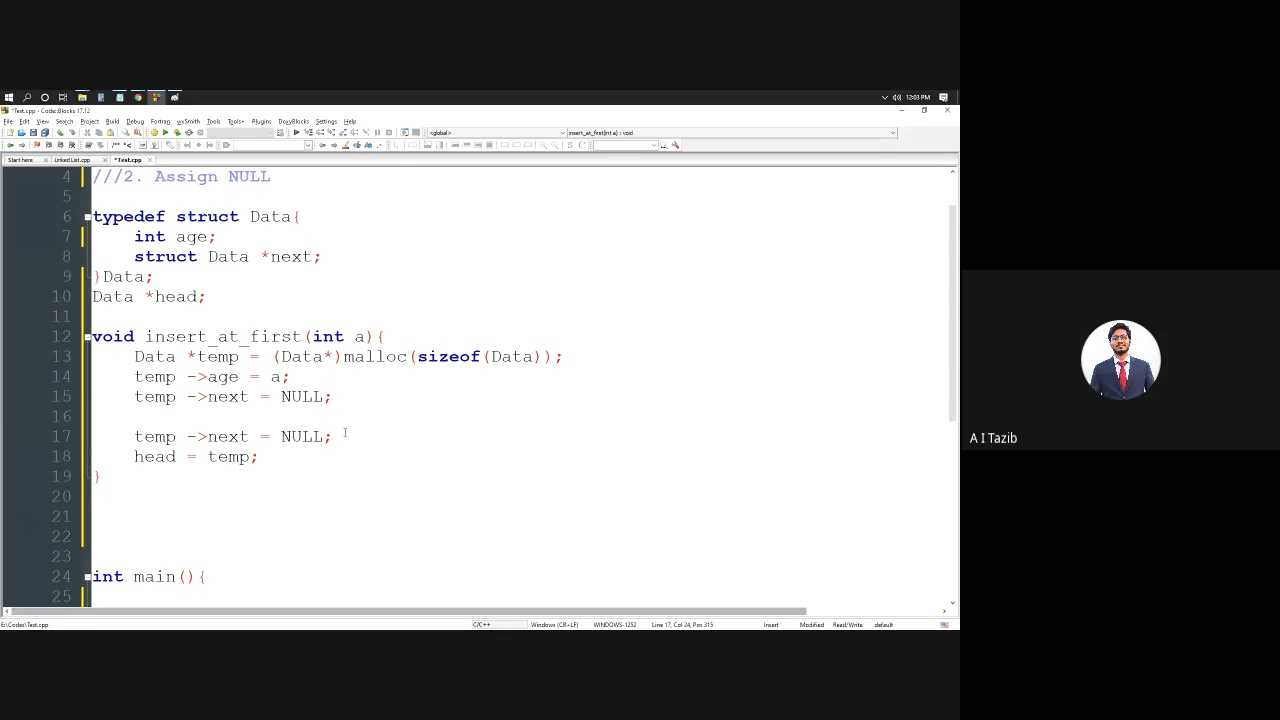 12:03 PM
*Test.cpp - Code::Blocks 17.12
File Edit View Search Project Build Debug Fortran wxSmith Tools Tools+ Plugins DoxyBlocks Settings Help
<global> insert_at_first(int a) : void
Start here Linked List.cpp *Test.cpp
4 ///2. Assign NULL
5
6 typedef struct Data{
7 int age;
8 struct Data *next;
9 }Data;
10 Data *head;
11
12 void insert_at_first(int a){
13 Data *temp = (Data*)malloc(sizeof(Data));
14 temp ->age = a;
15 temp ->next = NULL;
16
17 temp ->next = NULL;
18 head = temp;
19 }
20
21
22
23
24 int main(){
25
E:\Codes\Test.cpp C/C++ Windows (CR+LF) WINDOWS-1252 Line 17, Col 24, Pos 315 Insert Modified Read/Write default
A I Tazib